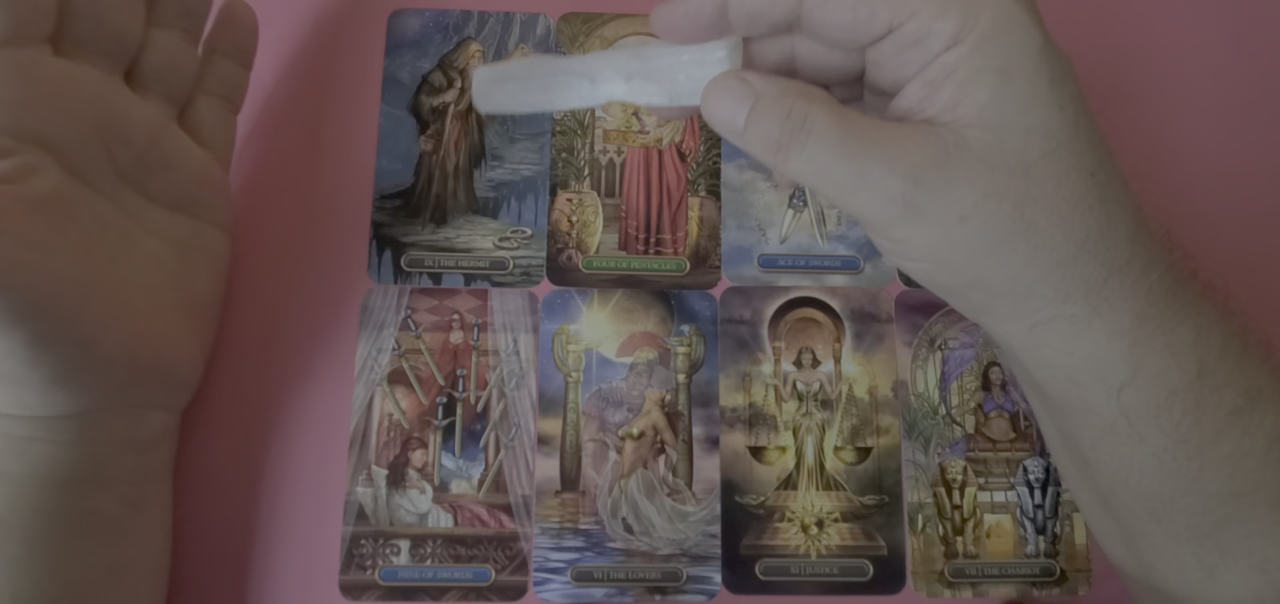 IX | THE HERMIT
FOUR OF PENTACLES
ACE OF SWORDS
NINE OF SWORDS
VI | THE LOVERS
XI | JUSTICE
VII | THE CHARIOT